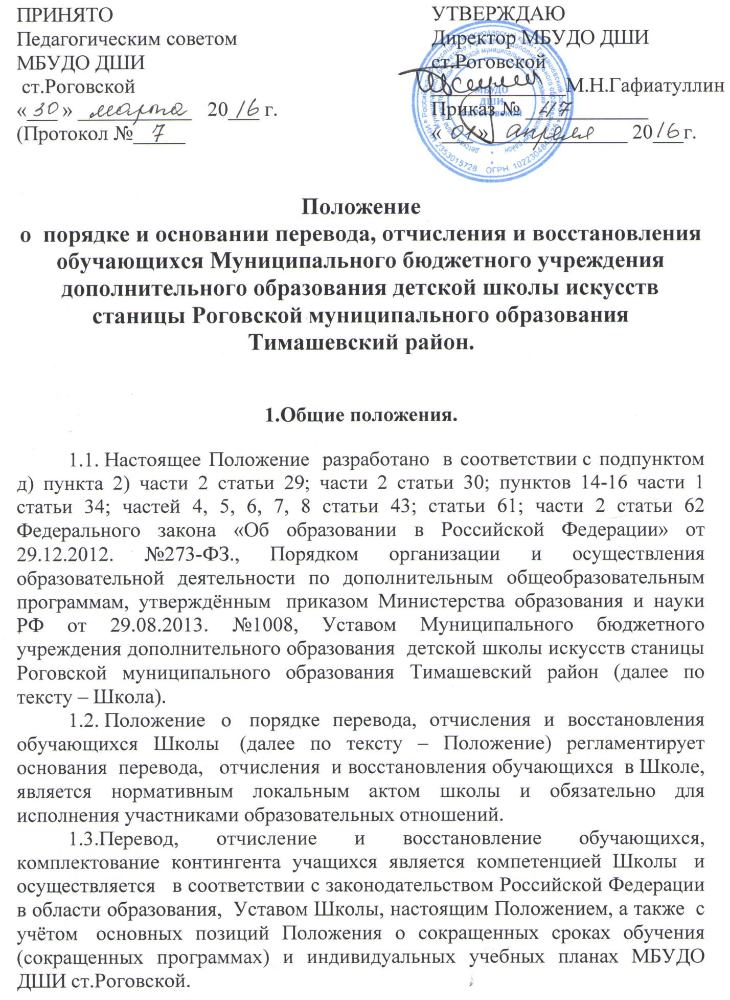 ПРИНЯТО
Педагогическим советом
МБУДО ДШИ
ст.Роговской
«30» марта 2016 г.
(Протокол № 7
УТВЕРЖДАЮ
Директор МБУДО ДШИ
ст.Роговской
М.Н.Гафиатуллин
Приказ №
«01» апреля 2016 г.
МБУДО
ДШИ
ст.Роговской
ИНН 2353015728 ОГРН
Положение
о порядке и основании перевода, отчисления и восстановления
обучающихся Муниципального бюджетного учреждения
дополнительного образования детской школы искусств
станицы Роговской муниципального образования
Тимашевский район.
1.Общие положения.
1.1. Настоящее Положение разработано в соответствии с подпунктом
д) пункта 2) части 2 статьи 29; части 2 статьи 30; пунктов 14-16 части 1
статьи 34; частей 4, 5, 6, 7, 8 статьи 43; статьи 61; части 2 статьи 62
Федерального закона «Об образовании в Российской Федерации» от
29.12.2012. №273-ФЗ., Порядком организации и осуществления
образовательной деятельности по дополнительным общеобразовательным
программам, утверждённым приказом Министерства образования и науки
РФ от 29.08.2013. №1008, Уставом Муниципального бюджетного
учреждения дополнительного образования детской школы искусств станицы
Роговской муниципального образования Тимашевский район (далее по
тексту – Школа).
1.2. Положение о порядке перевода, отчисления и восстановления
обучающихся Школы (далее по тексту – Положение) регламентирует
основания перевода, отчисления и восстановления обучающихся в Школе,
является нормативным локальным актом школы и обязательно для
исполнения участниками образовательных отношений.
1.3.Перевод, отчисление и восстановление обучающихся,
комплектование контингента учащихся является компетенцией Школы и
осуществляется в соответствии с законодательством Российской Федерации
в области образования, Уставом Школы, настоящим Положением, а также с
учётом основных позиций Положения о сокращенных сроках обучения
(сокращенных программах) и индивидуальных учебных планах МБУДО
ДШИ ст.Роговской.